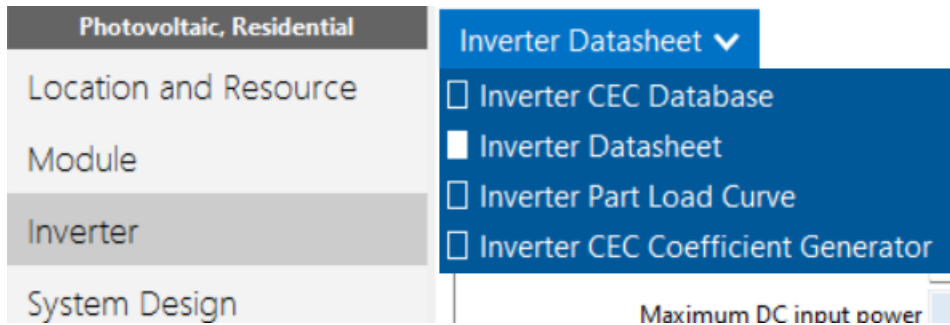 Photovoltaic, Residential
Location and Resource
Module
Inverter
System Design
Inverter Datasheet
Inverter CEC Database
Inverter Datasheet
Inverter Part Load Curve
Inverter CEC Coefficient Generator
Maximum DC input power